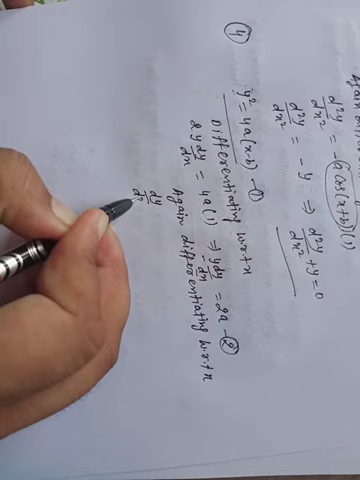 d²y/dx² = -a cos(x+b)(1)
d²y/dx² = -y ⇒ d²y/dx² + y = 0
④ y² = 4a(x-b) -①
Differentiating w.r.t x
2y dy/dx = 4a(1) ⇒ y dy/dx = 2a -②
Again differentiating w.r.t x
dy